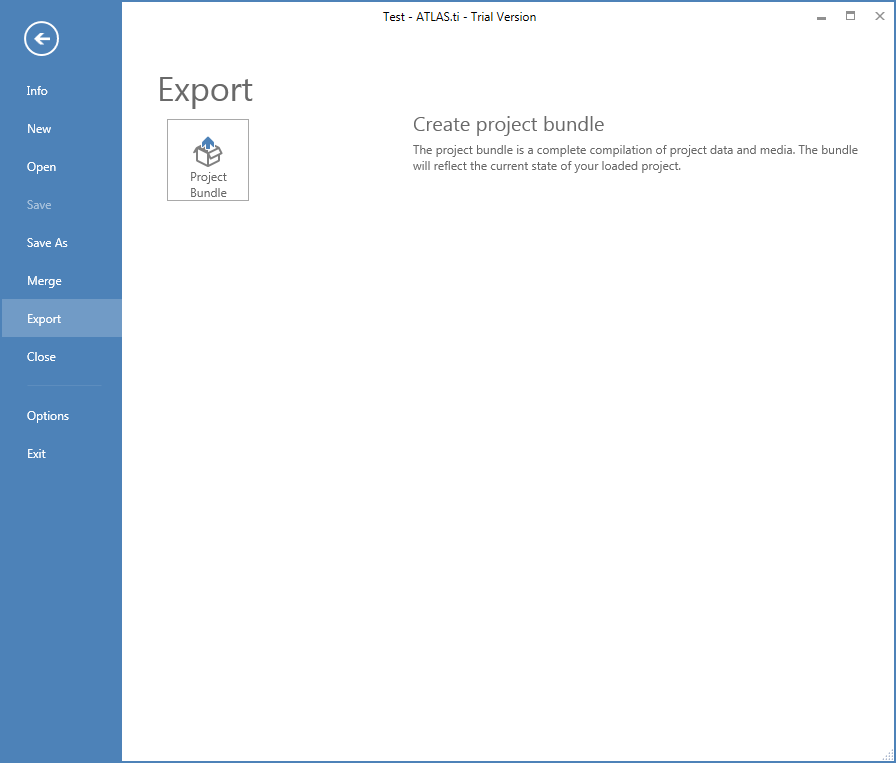 Test - ATLAS.ti - Trial Version
Info
New
Open
Save
Save As
Merge
Export
Close
Options
Exit
Export
Project
Bundle
Create project bundle
The project bundle is a complete compilation of project data and media. The bundle
will reflect the current state of your loaded project.